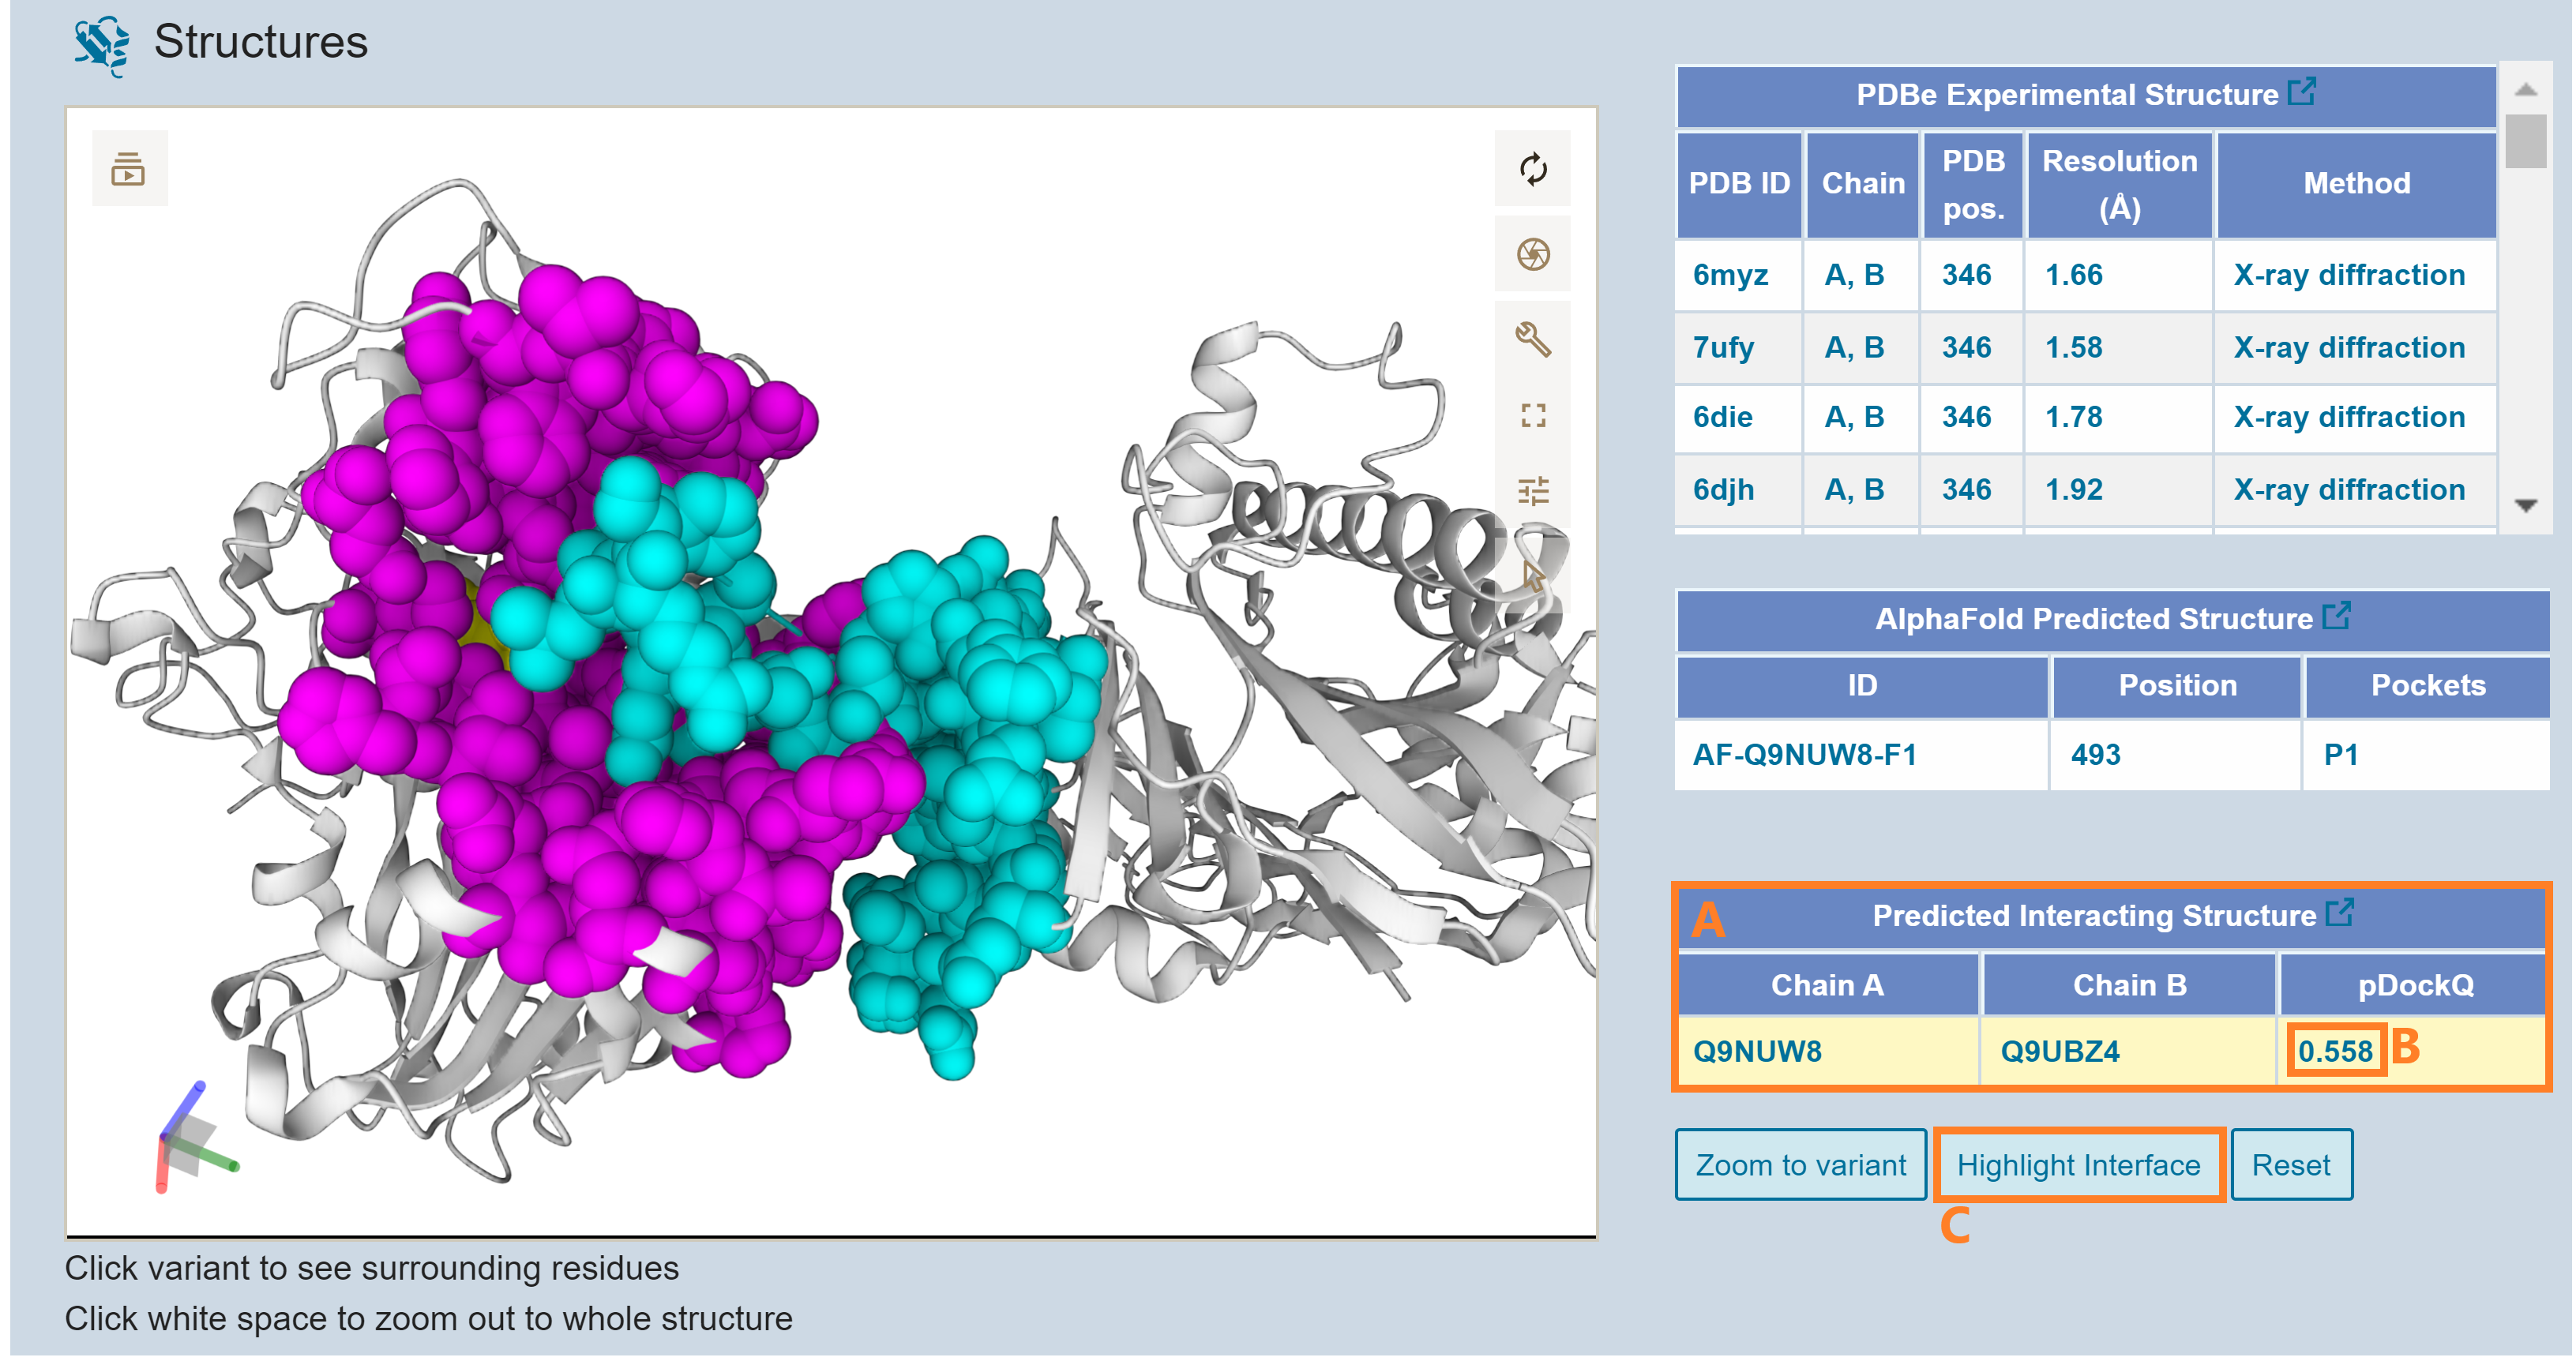 Structures
PDBe Experimental Structure
PDB ID Chain PDB pos. Resolution (Å) Method
6myz A, B 346 1.66 X-ray diffraction
7ufy A, B 346 1.58 X-ray diffraction
6die A, B 346 1.78 X-ray diffraction
6djh A, B 346 1.92 X-ray diffraction
AlphaFold Predicted Structure
ID Position Pockets
AF-Q9NUW8-F1 493 P1
A Predicted Interacting Structure
Chain A Chain B pDockQ
Q9NUW8 Q9UBZ4 0.558 B
Zoom to variant Highlight Interface Reset
C
Click variant to see surrounding residues
Click white space to zoom out to whole structure